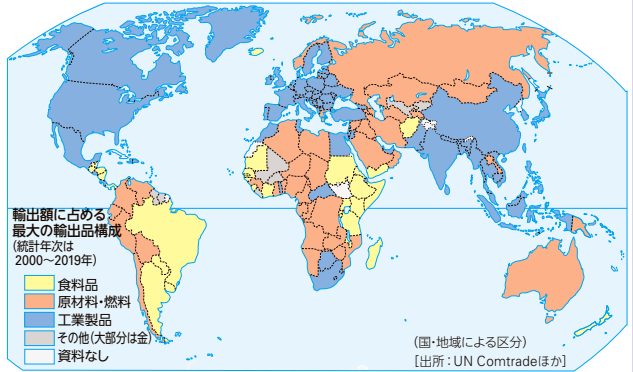 輸出額に占める
最大の輸出品構成
(統計年次は
2000〜2019年)
食料品
原材料・燃料
工業製品
その他(大部分は金)
資料なし
(国・地域による区分)
[出所:UN Comtradeほか]